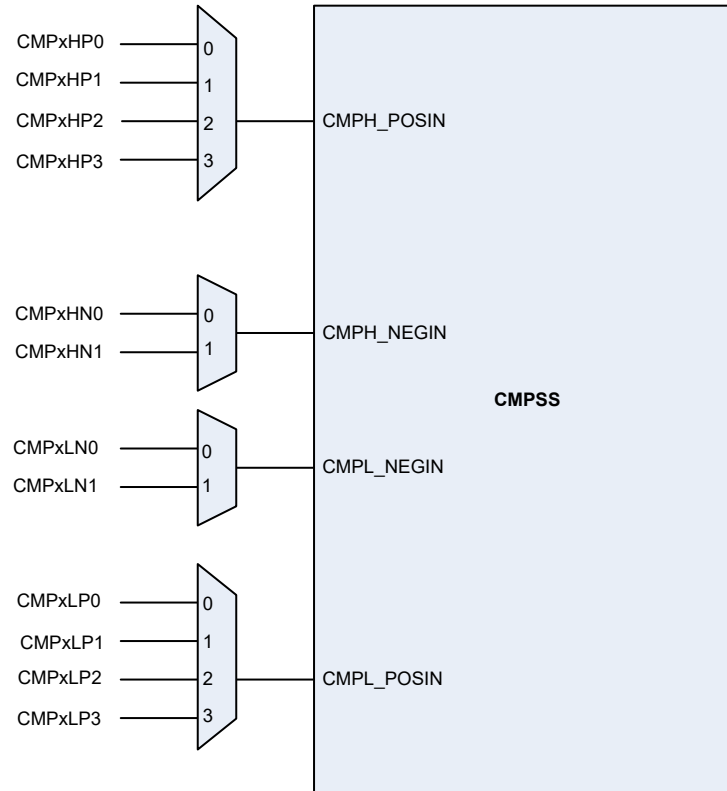 CMPxHP0
0
CMPxHP1
1
CMPxHP2
2
CMPH_POSIN
CMPxHP3
3
CMPxHN0
0
CMPH_NEGIN
CMPxHN1
1
CMPSS
CMPxLN0
0
CMPL_NEGIN
CMPxLN1
1
CMPxLP0
0
CMPxLP1
1
CMPxLP2
2
CMPL_POSIN
CMPxLP3
3